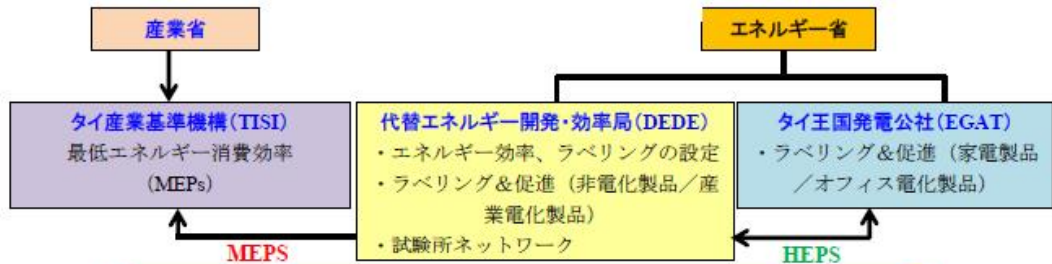 産業省
エネルギー省
タイ産業基準機構(TISI)
最低エネルギー消費効率
(MEPs)
代替エネルギー開発・効率局(DEDE)
・エネルギー効率、ラベリングの設定
・ラベリング&促進（非電化製品／産
業電化製品）
・試験所ネットワーク
タイ王国発電公社(EGAT)
・ラベリング&促進（家電製品
／オフィス電化製品）
MEPS
HEPS